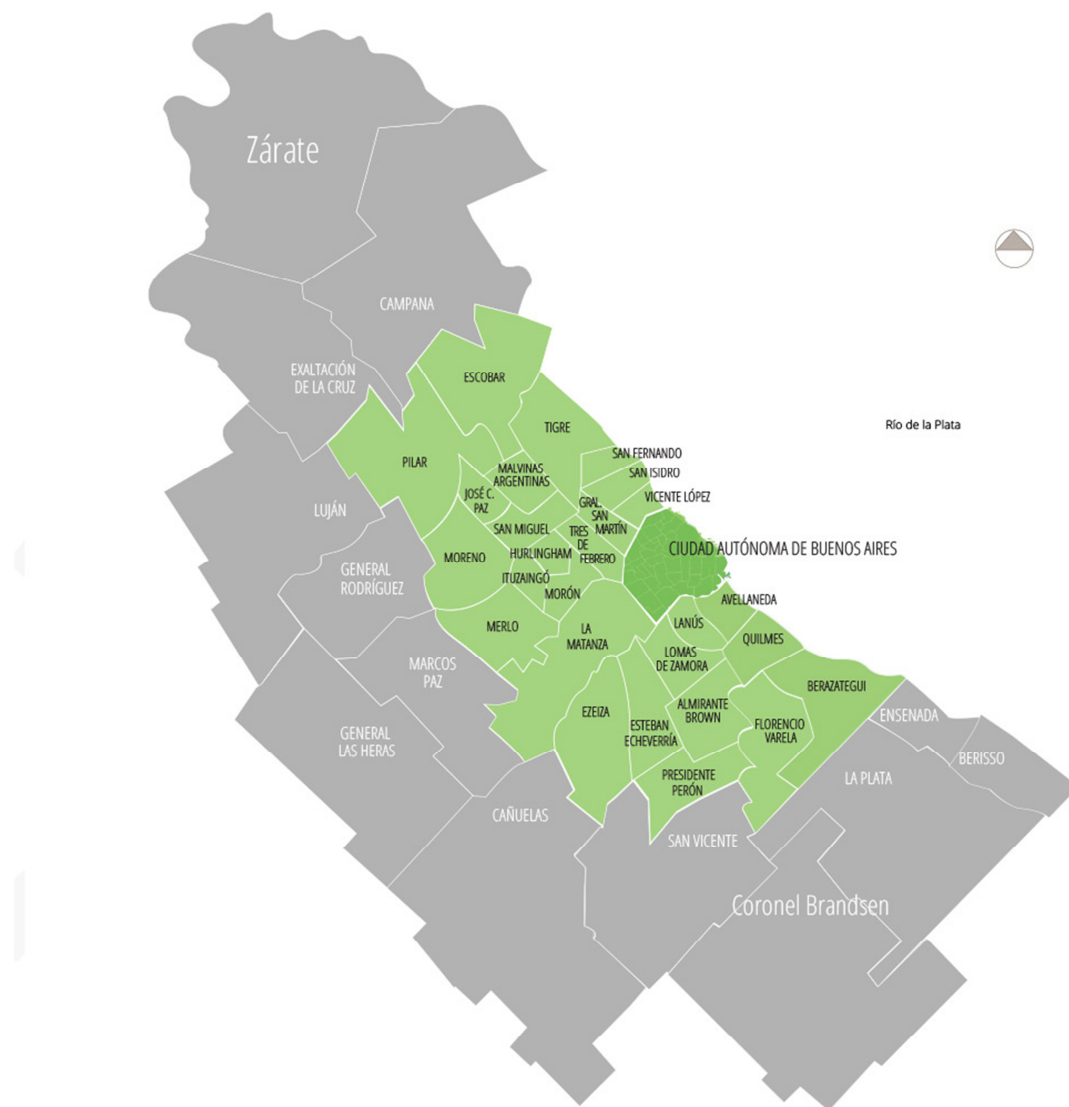 Zárate
CAMPANA
EXALTACIÓN
DE LA CRUZ
ESCOBAR
TIGRE
Río de la Plata
SAN FERNANDO
PILAR
MALVINAS
ARGENTINAS
SAN ISIDRO
JOSÉ C.
PAZ
VICENTE LÓPEZ
GRAL.
SAN
MARTÍN
LUJÁN
SAN MIGUEL
TRES
DE
FEBRERO
CIUDAD AUTÓNOMA DE BUENOS AIRES
HURLINGHAM
MORENO
GENERAL
RODRÍGUEZ
ITUZAINGÓ
MORÓN
AVELLANEDA
MERLO
LA
MATANZA
LANÚS
QUILMES
LOMAS
DE ZAMORA
MARCOS
PAZ
BERAZATEGUI
EZEIZA
ALMIRANTE
BROWN
ENSENADA
ESTEBAN
ECHEVERRÍA
FLORENCIO
VARELA
GENERAL
LAS HERAS
BERISSO
PRESIDENTE
PERÓN
LA PLATA
CAÑUELAS
SAN VICENTE
Coronel Brandsen